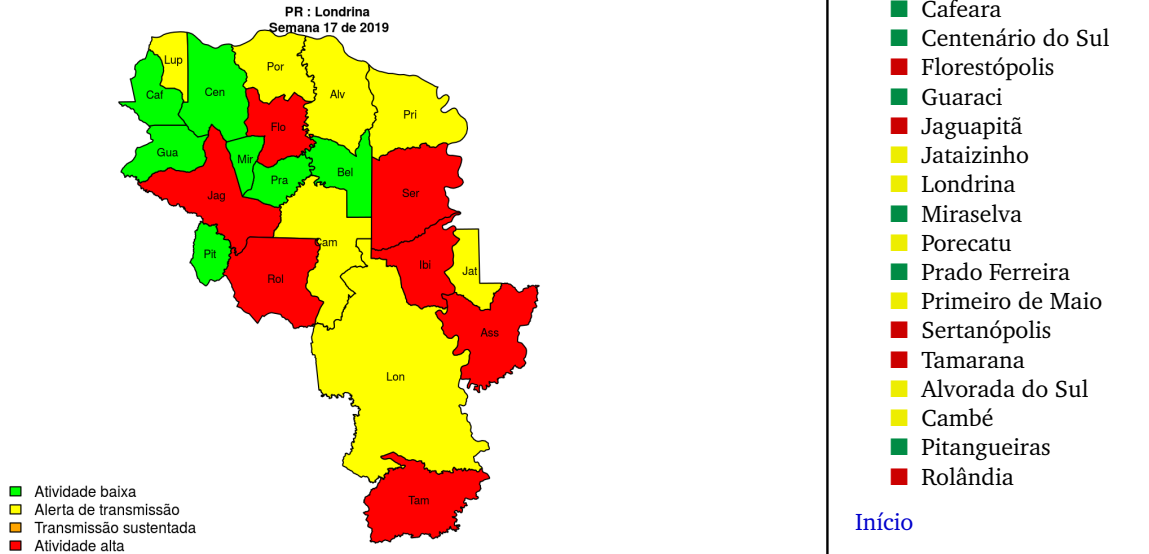 PR : Londrina
Semana 17 de 2019
Lup
Por
Caf
Cen
Alv
Pri
Flo
Gua
Mir
Bel
Pra
Jag
Ser
Cam
Pit
Ibi
Jat
Rol
Ass
Lon
Tam
Atividade baixa
Alerta de transmissão
Transmissão sustentada
Atividade alta
Cafeara
Centenário do Sul
Florestópolis
Guaraci
Jaguapitã
Jataizinho
Londrina
Miraselva
Porecatu
Prado Ferreira
Primeiro de Maio
Sertanópolis
Tamarana
Alvorada do Sul
Cambé
Pitangueiras
Rolândia
Início